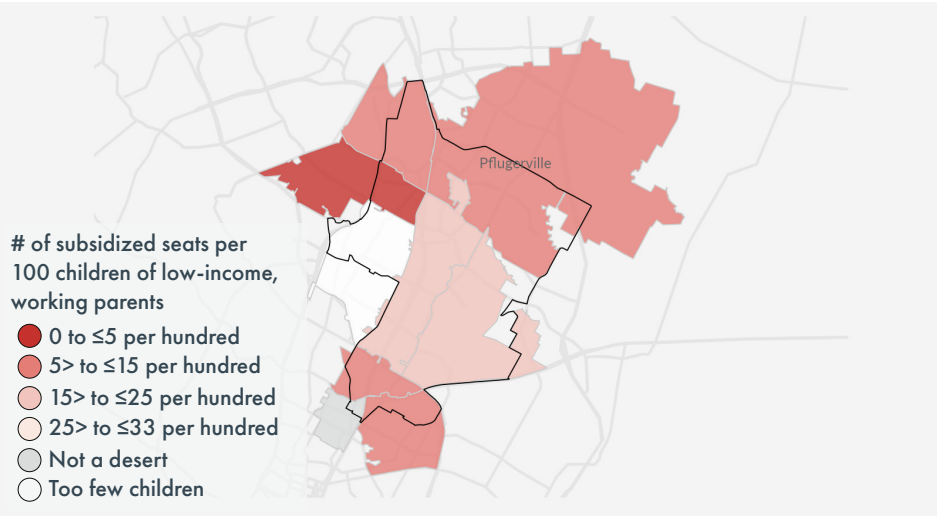 Pflugerville
# of subsidized seats per
100 children of low-income,
working parents
0 to ≤5 per hundred
5> to ≤15 per hundred
15> to ≤25 per hundred
25> to ≤33 per hundred
Not a desert
Too few children